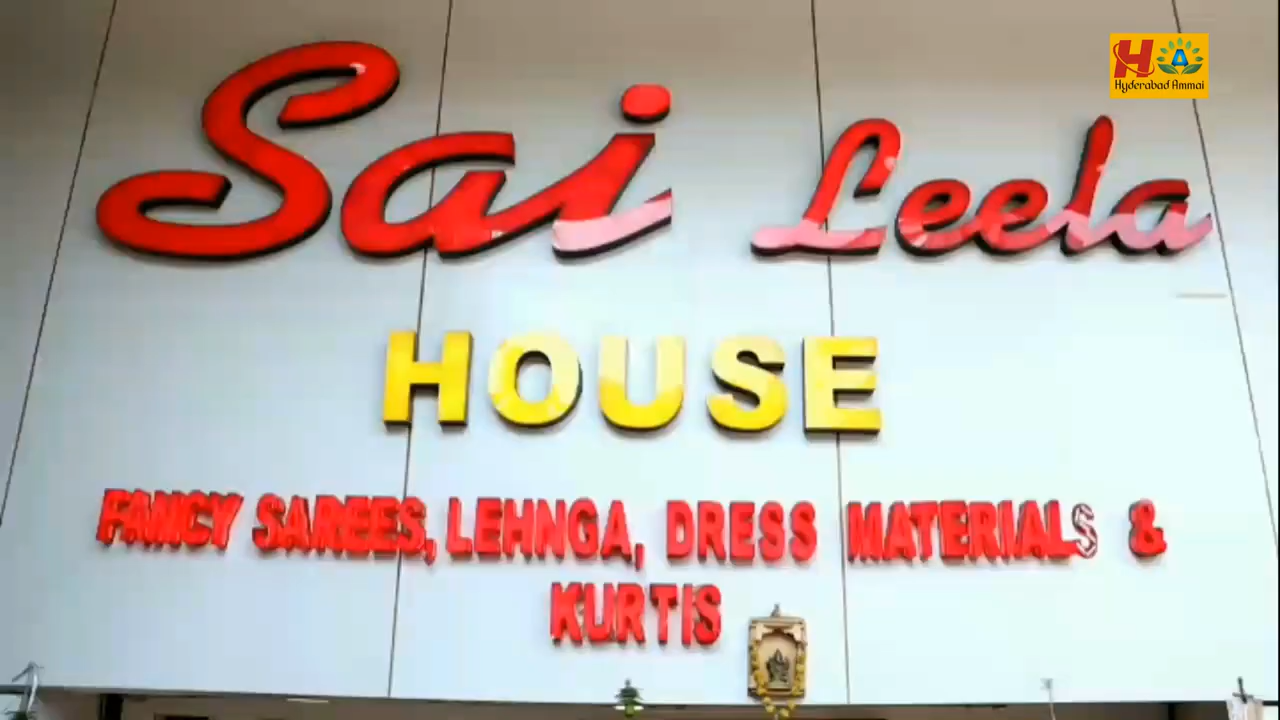 H A
Hyderabad Ammai
Sai Leela
HOUSE
FANCY SAREES, LEHNGA, DRESS MATERIALS &
KURTIS